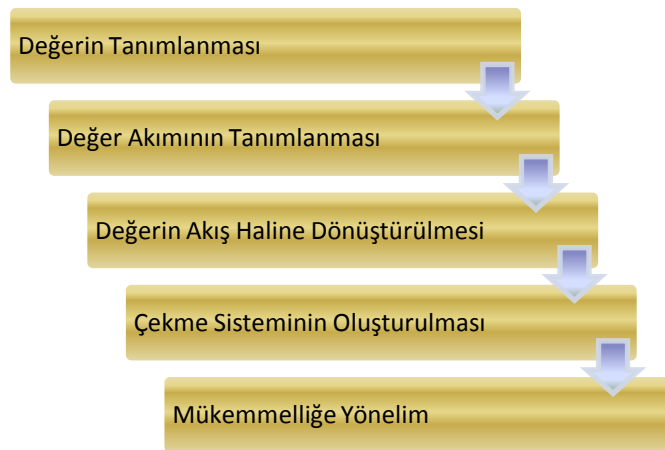 Değerin Tanımlanması
Değer Akımının Tanımlanması
Değerin Akış Haline Dönüştürülmesi
Çekme Sisteminin Oluşturulması
Mükemmelliğe Yönelim